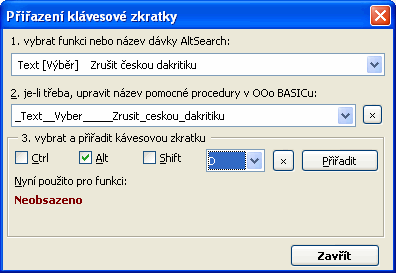 Přiřazení klávesové zkratky
1. vybrat funkci nebo název dávky AltSearch:
Text [Výběr]    Zrušit českou dakritiku
2. je-li třeba, upravit název pomocné procedury v OOo BASICu:
_Text__Vyber_____Zrusit_ceskou_dakritiku
×
3. vybrat a přiřadit kávesovou zkratku
Ctrl Alt Shift D × Přiřadit
Nyní použito pro funkci:
Neobsazeno
Zavřít